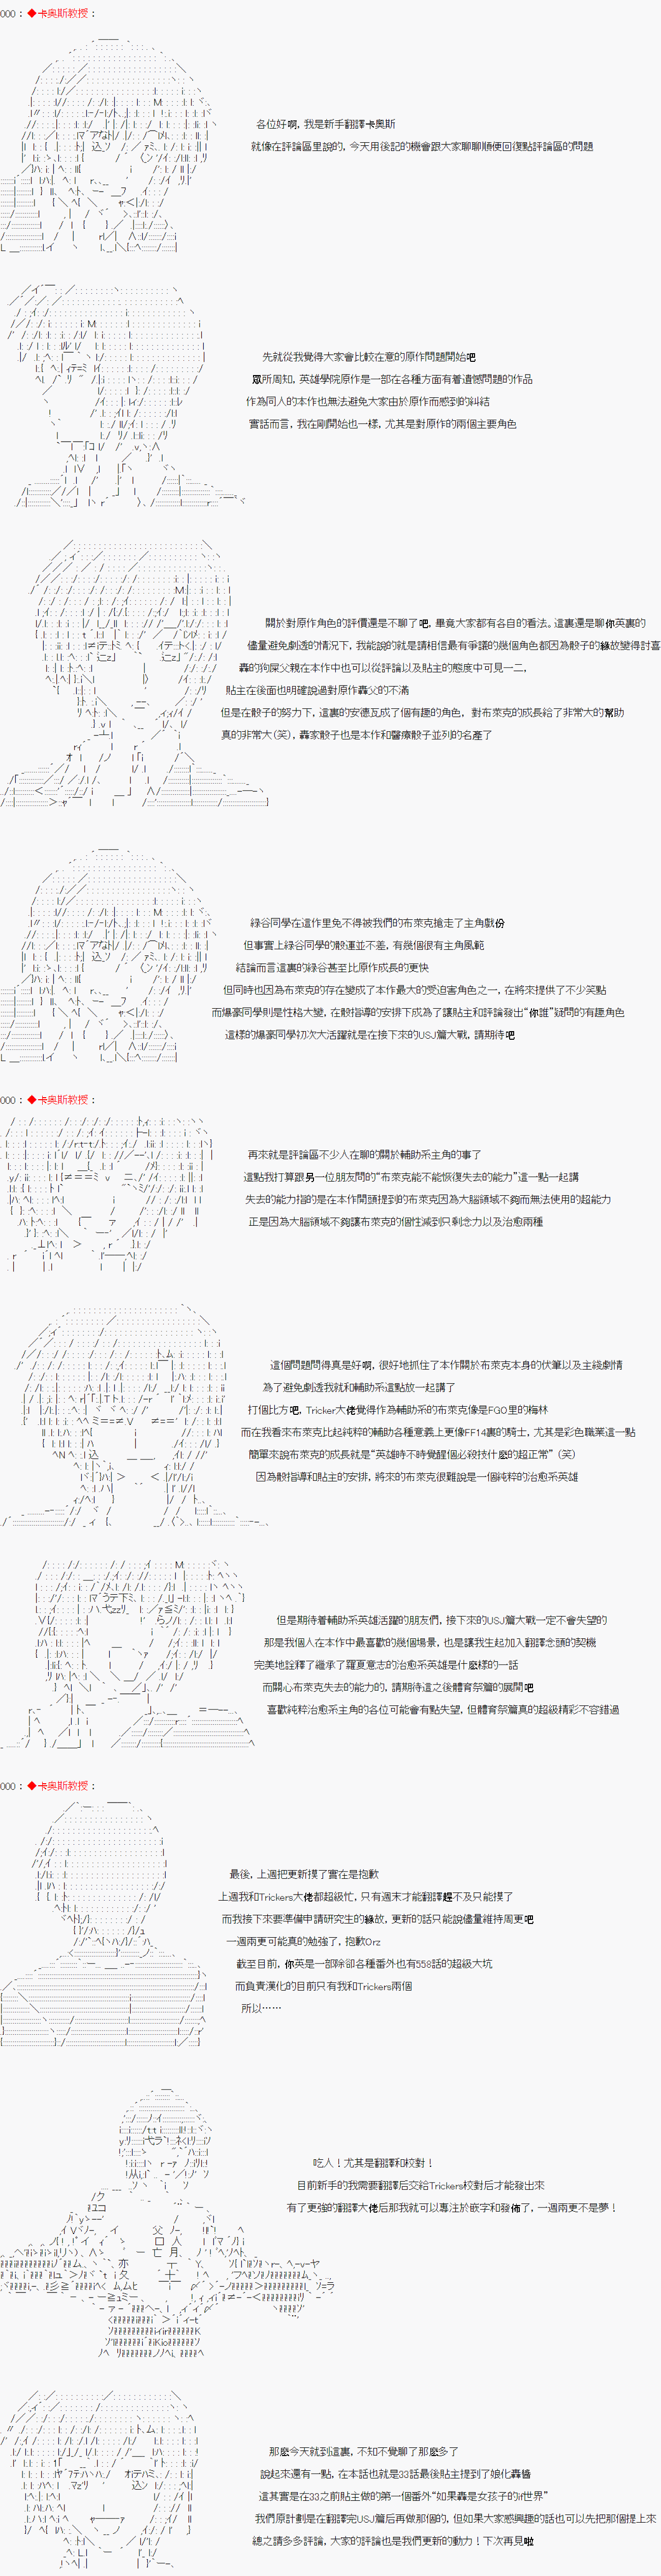 000：◆卡奧斯教授：
各位好啊，我是新手翻譯卡奧斯
就像在評論區里說的，今天用後記的機會跟大家聊聊順便回復點評論區的問題
先就從我覺得大家會比較在意的原作問題開始吧
眾所周知，英雄學院原作是一部在各種方面有着遺憾問題的作品
作為同人的本作也無法避免大家由於原作而感到的糾結
實話而言，我在剛開始也一樣，尤其是對原作的兩個主要角色
關於對原作角色的評價還是不聊了吧，畢竟大家都有各自的看法，這裏還是聊你英裏的
儘量避免劇透的情況下，我能說的就是請相信最有爭議的幾個角色都因為骰子的緣故變得討喜
轟的狗屎父親在本作中也可以從評論以及貼主的態度中可見一二，
貼主在後面也明確說過對原作轟父的不滿
但是在骰子的努力下，這裏的安德瓦成了個有趣的角色，對布萊克的成長給了非常大的幫助
真的非常大(笑)，轟家骰子也是本作和醫療骰子並列的名產了
綠谷同學在這作里免不得被我們的布萊克搶走了主角戲份
但事實上綠谷同學的骰運並不差，有幾個很有主角風範
結論而言這裏的綠谷甚至比原作成長的更快
但同時也因為布萊克的存在變成了本作最大的受迫害角色之一，在將來提供了不少笑點
而爆豪同學則是性格大變，在骰指導的安排下成為了讓貼主和評論發出“你誰”疑問的有趣角色
這樣的爆豪同學初次大活躍就是在接下來的USJ篇大戰，請期待吧
000：◆卡奧斯教授：
再來就是評論區不少人在聊的關於輔助系主角的事了
這點我打算跟另一位朋友問的“布萊克能不能恢復失去的能力”這一點一起講
失去的能力指的是在本作開頭提到的布萊克因為大腦領域不夠而無法使用的超能力
正是因為大腦領域不夠讓布萊克的個性減到只剩念力以及治愈兩種
這個問題問得真是好啊，很好地抓住了本作關於布萊克本身的伏筆以及主綫劇情
為了避免劇透我就和輔助系這點放一起講了
打個比方吧，Tricker大佬覺得作為輔助系的布萊克像是FGO里的梅林
而在我看來布萊克比起純粹的輔助各種意義上更像FF14裏的騎士，尤其是彩色職業這一點
簡單來說布萊克的成長就是“英雄時不時覺醒個必殺技什麽的超正常”（笑）
因為骰指導和貼主的安排，將來的布萊克很難說是一個純粹的治愈系英雄
但是期待看輔助系英雄活躍的朋友們，接下來的USJ篇大戰一定不會失望的
那是我個人在本作中最喜歡的幾個場景，也是讓我生起加入翻譯念頭的契機
完美地詮釋了繼承了羅夏意志的治愈系英雄是什麽樣的一話
而關心布萊克失去的能力的，請期待這之後體育祭篇的展開吧
喜歡純粹治愈系主角的各位可能會有點失望，但體育祭篇真的超級精彩不容錯過
000：◆卡奧斯教授：
最後，上週把更新摸了實在是抱歉
上週我和Trickers大佬都超級忙，只有週末才能翻譯趕不及只能摸了
而我接下來要準備申請研究生的緣故，更新的話只能說儘量維持周更吧
一週兩更可能真的勉強了，抱歉Orz
截至目前，你英是一部除卻各種番外也有558話的超級大坑
而負責漢化的目前只有我和Trickers兩個
所以……
吃人！尤其是翻譯和校對！
目前新手的我需要翻譯后交給Trickers校對后才能發出來
有了更強的翻譯大佬后那我就可以專注於嵌字和發佈了，一週兩更不是夢！
那麽今天就到這裏，不知不覺聊了那麽多了
說起來還有一點，在本話也就是33話最後貼主提到了娘化轟醬
這其實是在33之前貼主做的第一個番外“如果轟是女孩子的if世界”
我們原計劃是在翻譯完USJ篇后再做那個的，但如果大家感興趣的話也可以先把那個提上來
總之請多多評論，大家的評論也是我們更新的動力！下次再見啦